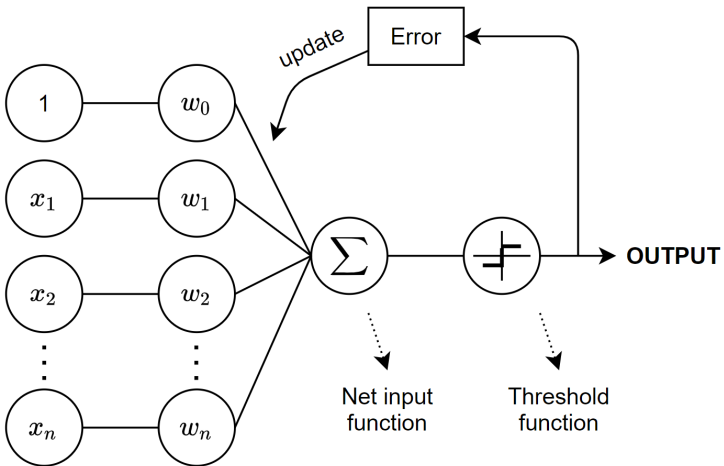 update
Error
1
w₀
x₁
w₁
∑
OUTPUT
x₂
w₂
xₙ
wₙ
Net input
function
Threshold
function